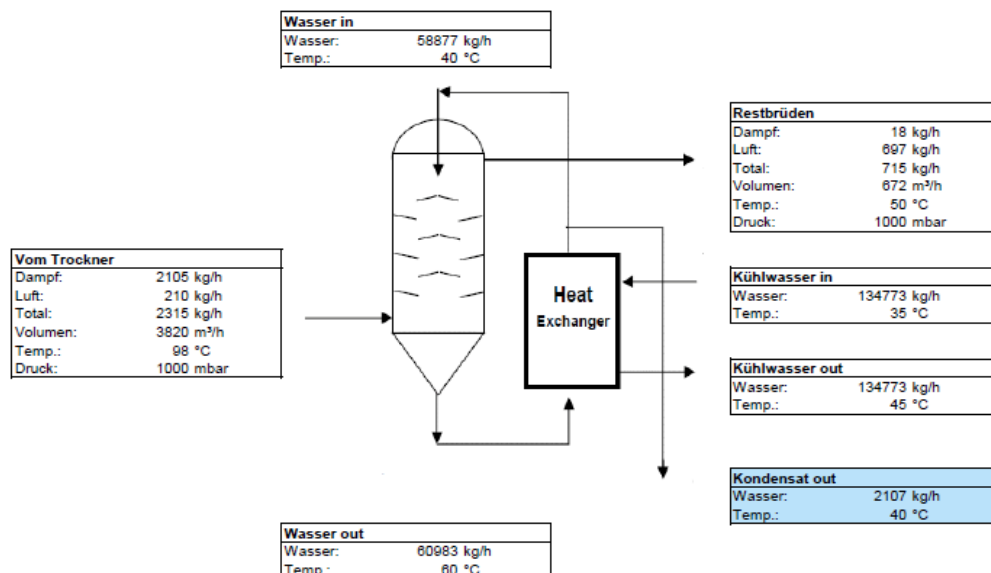 Wasser in
Wasser: 58877 kg/h
Temp.: 40 °C
Restbrüden
Dampf: 18 kg/h
Luft: 697 kg/h
Total: 715 kg/h
Volumen: 672 m³/h
Temp.: 50 °C
Druck: 1000 mbar
Vom Trockner
Dampf: 2105 kg/h
Luft: 210 kg/h
Total: 2315 kg/h
Volumen: 3820 m³/h
Temp.: 98 °C
Druck: 1000 mbar
Heat
Exchanger
Kühlwasser in
Wasser: 134773 kg/h
Temp.: 35 °C
Kühlwasser out
Wasser: 134773 kg/h
Temp.: 45 °C
Kondensat out
Wasser: 2107 kg/h
Temp.: 40 °C
Wasser out
Wasser: 60983 kg/h
Temp.: 60 °C